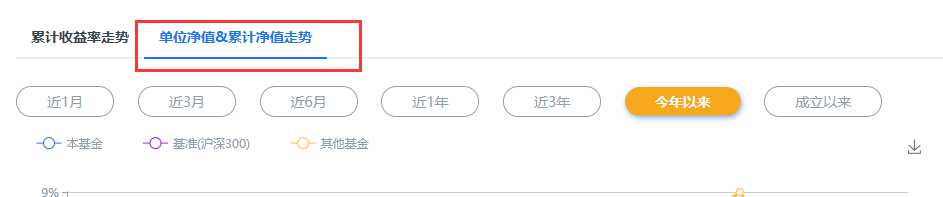 累计收益率走势 单位净值&累计净值走势
近1月 近3月 近6月 近1年 近3年 今年以来 成立以来
本基金 基准(沪深300) 其他基金
9%